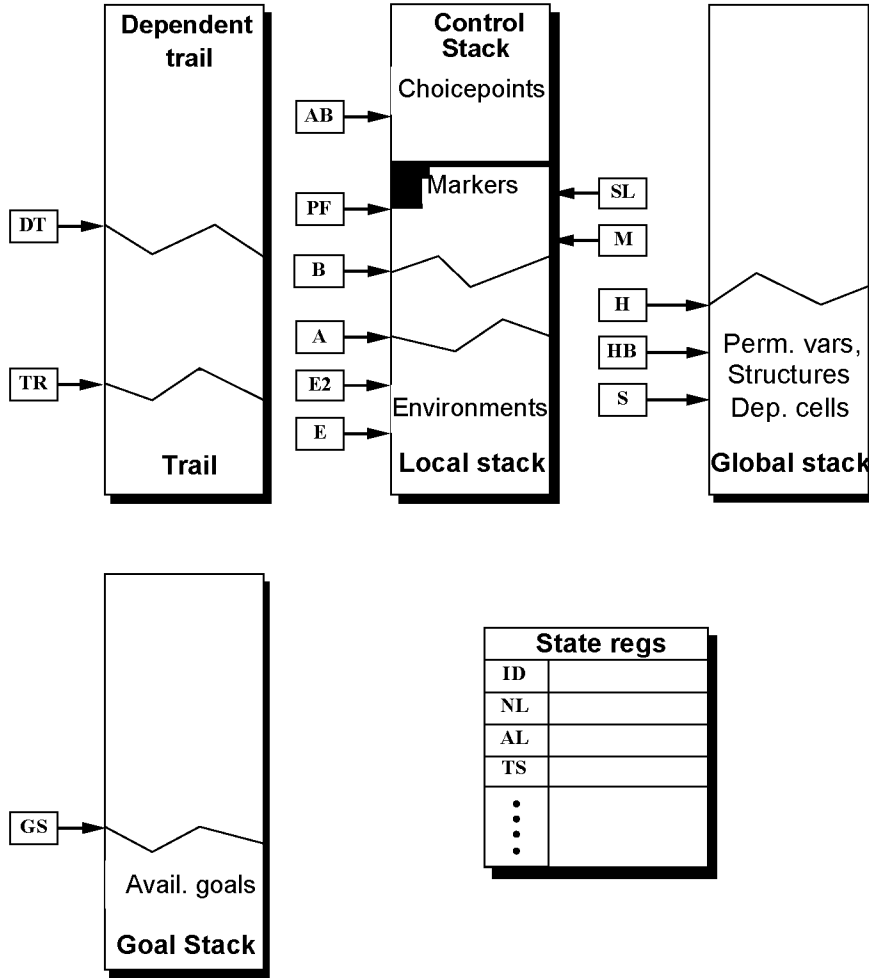 Dependent
trail
DT
TR
Trail
Control
Stack
Choicepoints
AB
Markers
PF
SL
M
B
A
E2
E
Environments
Local stack
H
HB
S
Perm. vars,
Structures
Dep. cells
Global stack
GS
Avail. goals
Goal Stack
State regs
ID
NL
AL
TS